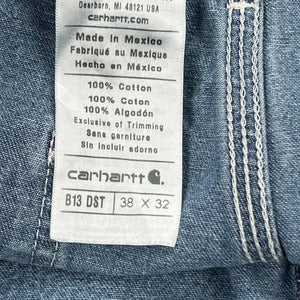 Dearborn, MI 48121 USA
carhartt.com
Made in Mexico
Fabriqué au Mexique
Hecho en México
100% Cotton
100% Cotton
100% Algodón
Exclusive of Trimming
Sans garniture
Sin incluir adorno
carhartt
B13 DST 38 X 32